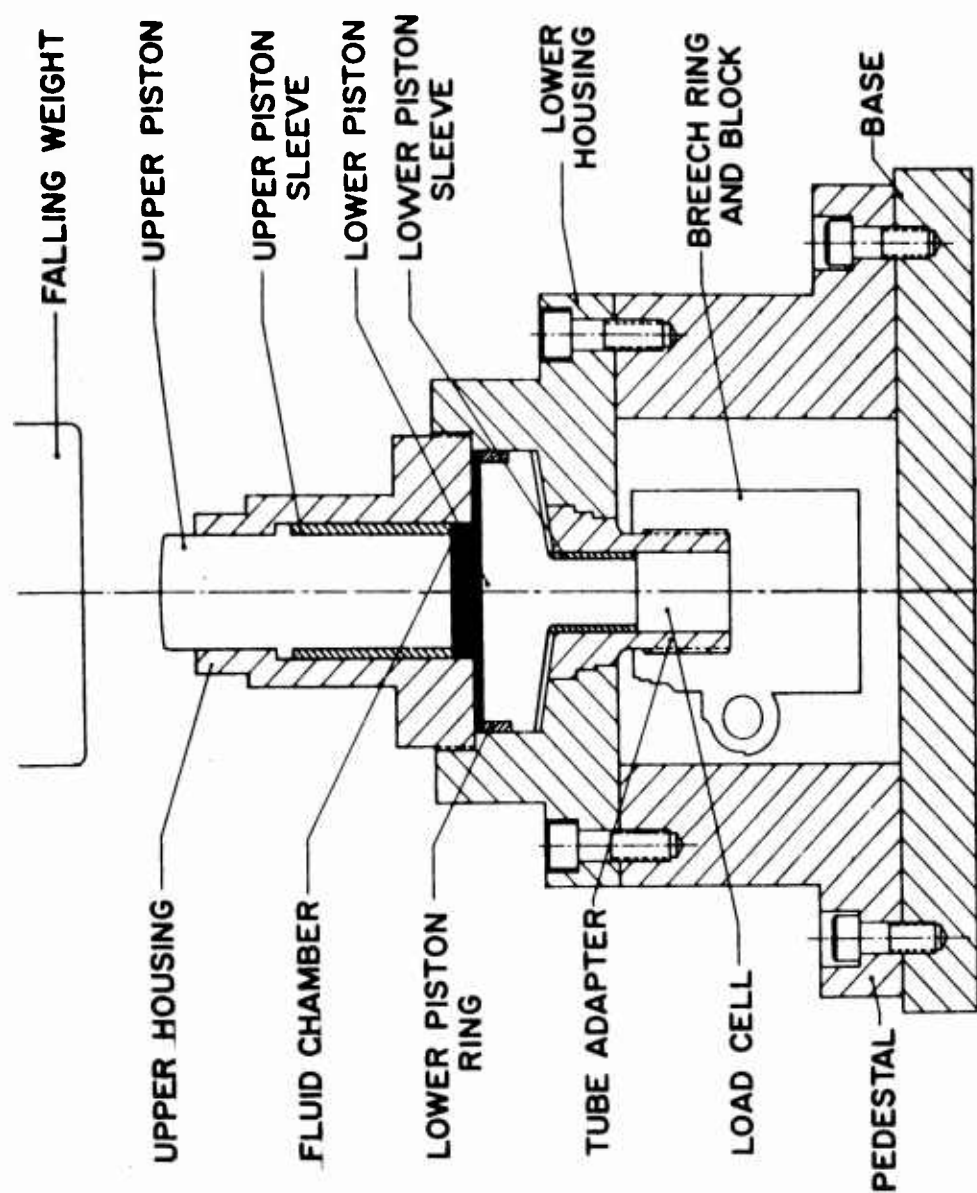 FALLING WEIGHT
UPPER PISTON
UPPER PISTON
SLEEVE
LOWER PISTON
LOWER PISTON
SLEEVE
LOWER
HOUSING
BREECH RING
AND BLOCK
BASE
UPPER HOUSING
FLUID CHAMBER
LOWER PISTON
RING
TUBE ADAPTER
LOAD CELL
PEDESTAL